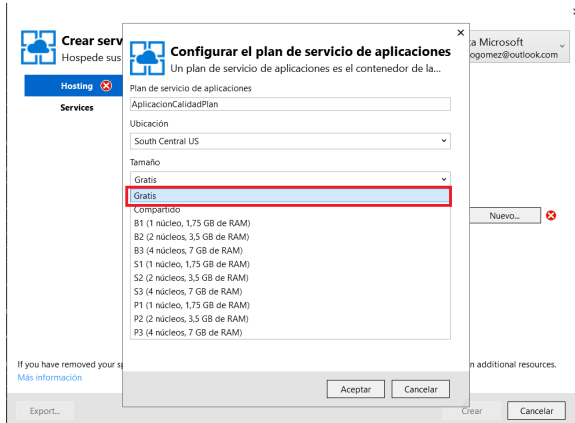 Crear serv
Hospede sus
Hosting
Services
Configurar el plan de servicio de aplicaciones
Un plan de servicio de aplicaciones es el contenedor de la...
Plan de servicio de aplicaciones
AplicacionCalidadPlan
Ubicación
South Central US
Tamaño
Gratis
Gratis
Compartido
B1 (1 núcleo, 1,75 GB de RAM)
B2 (2 núcleos, 3,5 GB de RAM)
B3 (4 núcleos, 7 GB de RAM)
S1 (1 núcleo, 1,75 GB de RAM)
S2 (2 núcleos, 3,5 GB de RAM)
S3 (4 núcleos, 7 GB de RAM)
P1 (1 núcleo, 1,75 GB de RAM)
P2 (2 núcleos, 3,5 GB de RAM)
P3 (4 núcleos, 7 GB de RAM)
Aceptar Cancelar
ta Microsoft
ogomez@outlook.com
Nuevo...
If you have removed your sp
n additional resources.
Más información
Export...
Crear Cancelar